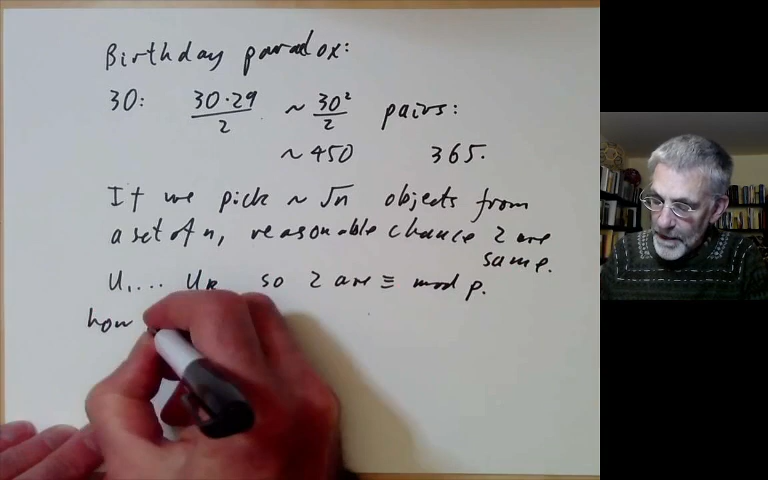 Birthday paradox:
30: 30·29/2 ~ 30²/2 pairs:
~450 365.
If we pick ~ √n objects from
a set of n, reasonable chance 2 are
same.
U₁... U_R so 2 are ≡ mod p.
how